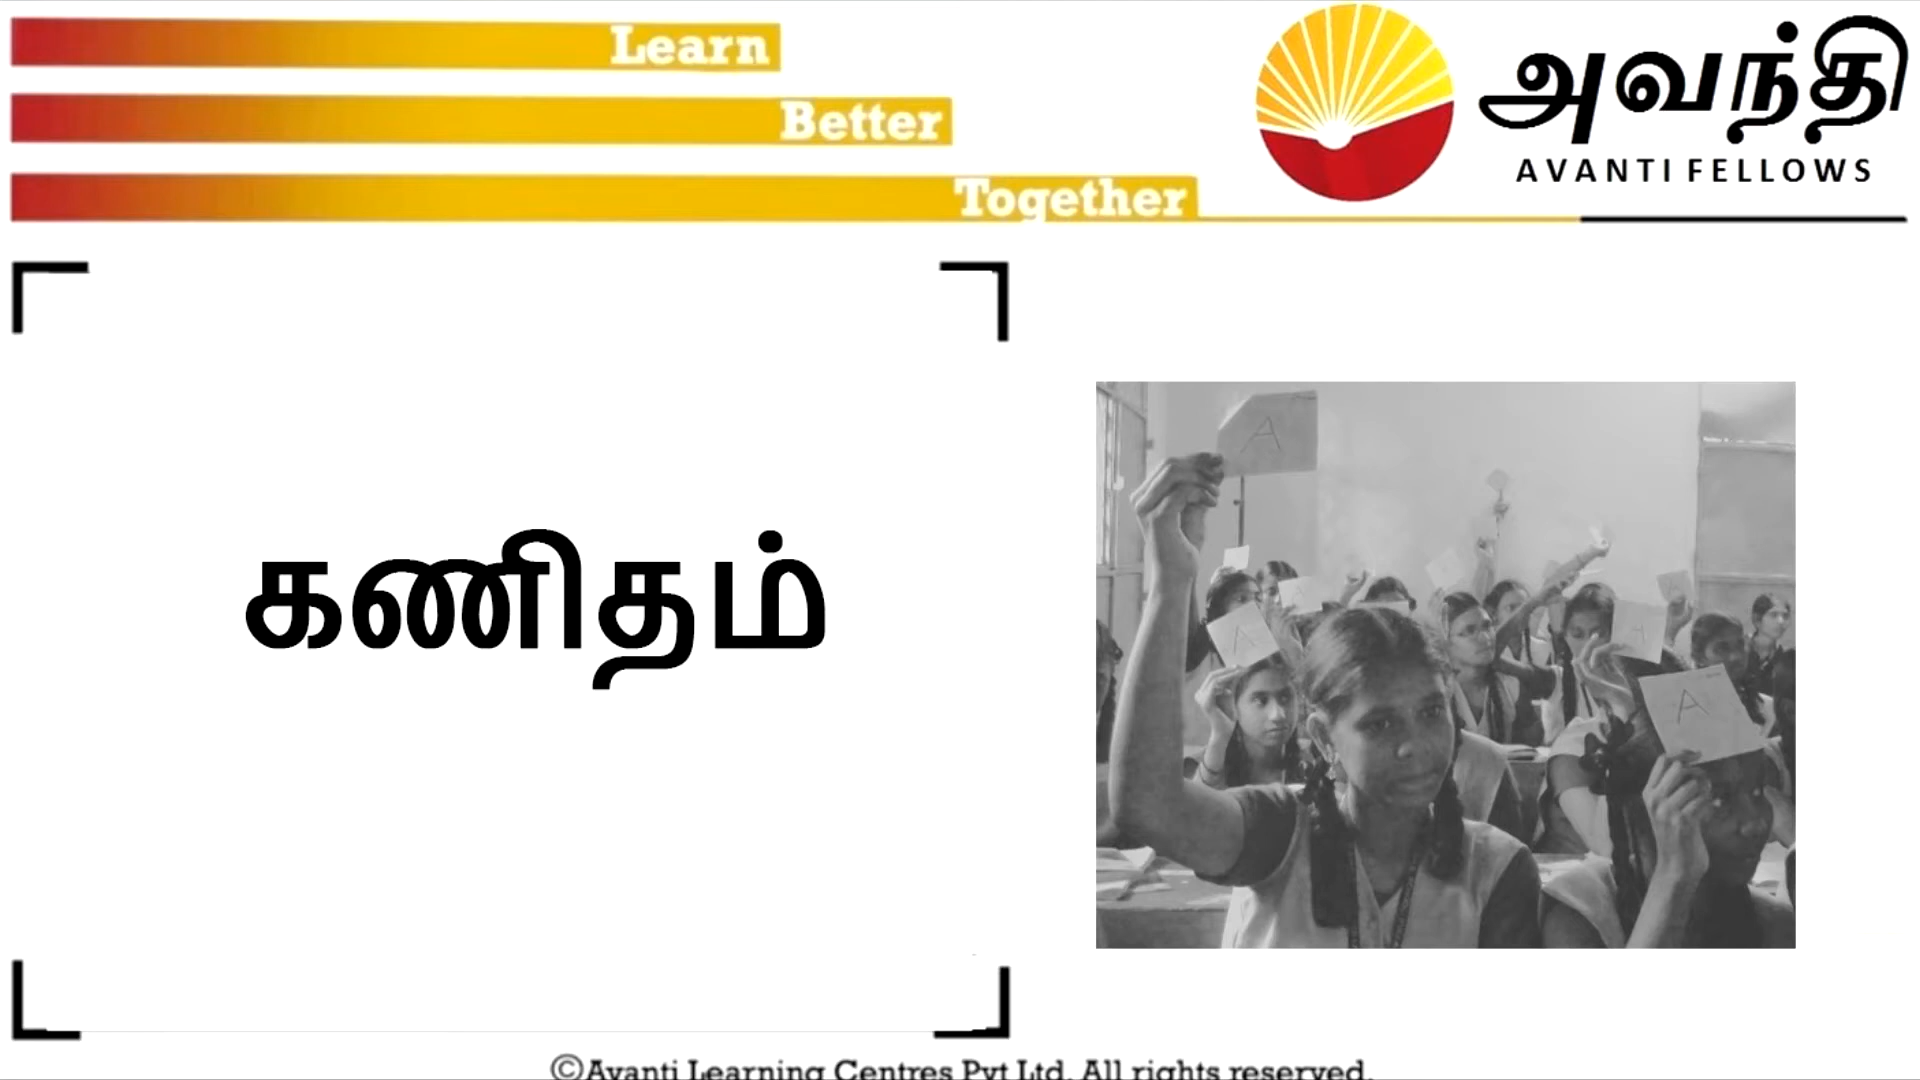 Learn
Better
Together
அவந்தி
AVANTI FELLOWS
கணிதம்
A
A
A
A
©Avanti Learning Centres Pvt Ltd. All rights reserved.